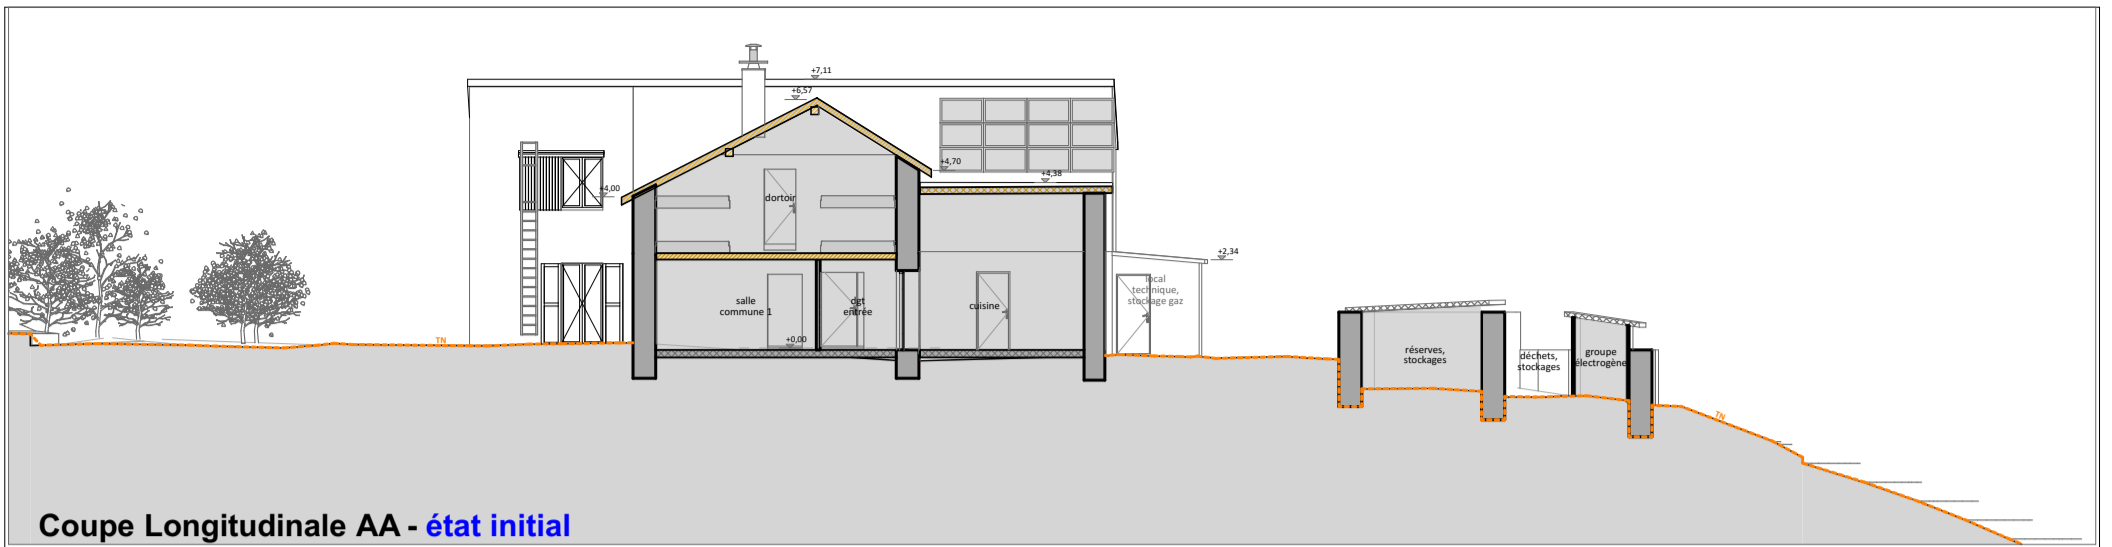 +7,11
+6,57
+4,70
+4,38
+4,00
dortoir
+2,34
local
technique,
stockage gaz
salle
commune 1
dgt
entrée
cuisine
+0,00
TN
réserves,
stockages
déchets,
stockages
groupe
électrogène
TN
Coupe Longitudinale AA - état initial